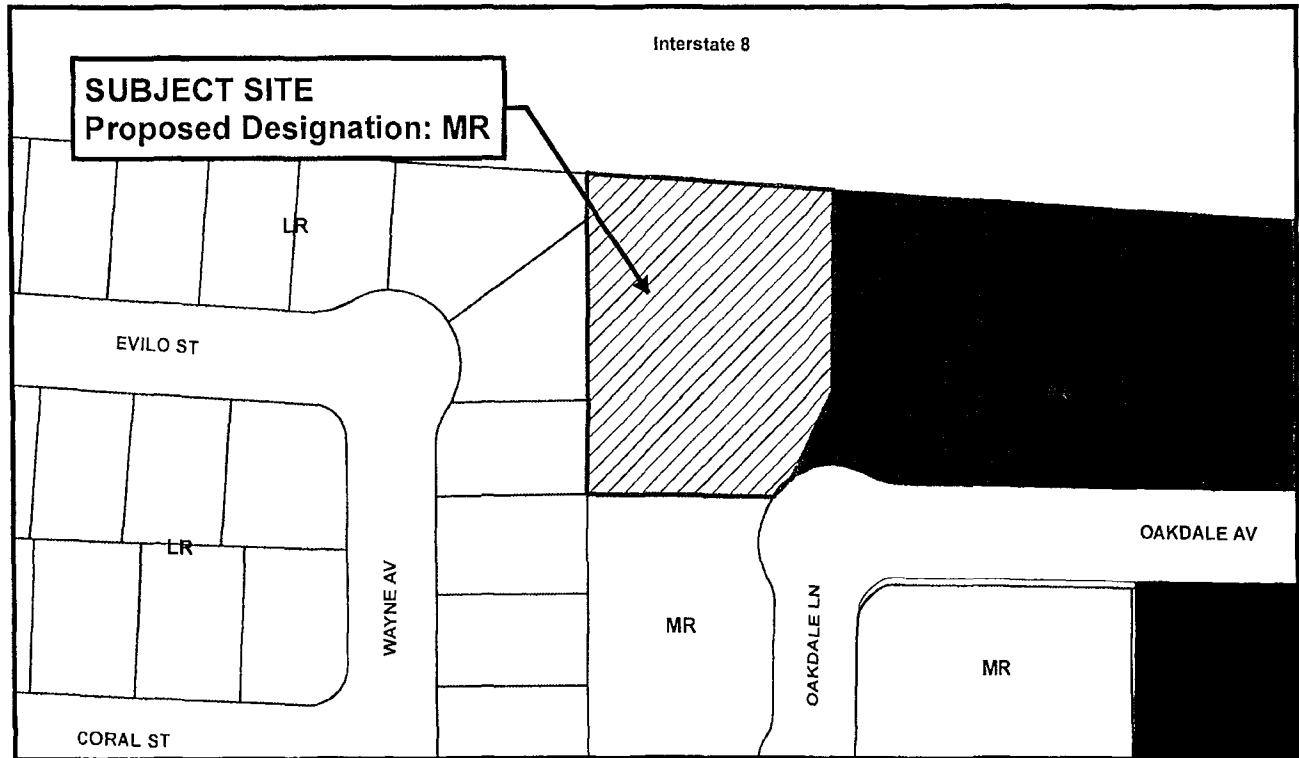 Interstate 8
SUBJECT SITE
Proposed Designation: MR
LR
EVILO ST
LR
WAYNE AV
CORAL ST
MR
OAKDALE LN
OAKDALE AV
MR